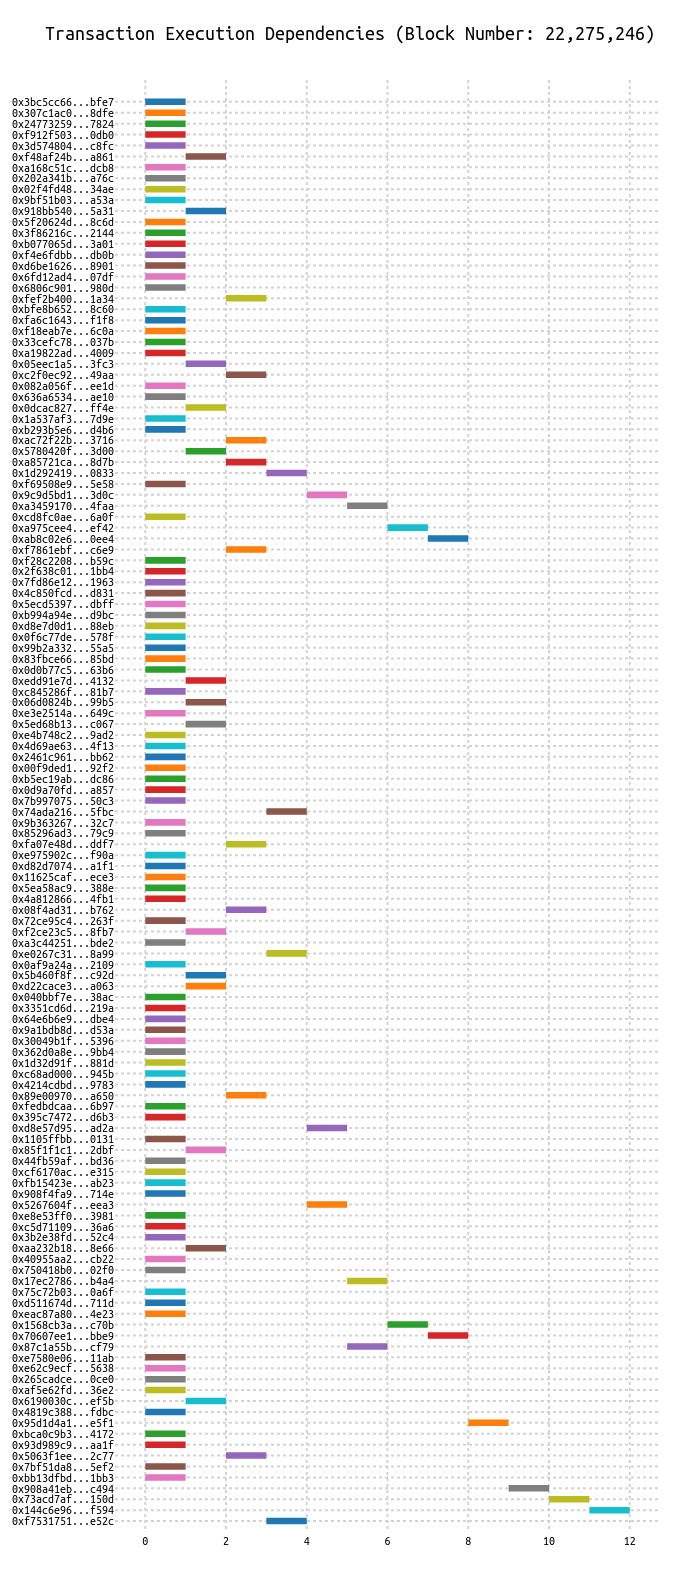 Transaction Execution Dependencies (Block Number: 22,275,246)
0x3bc5cc66...bfe7
0x307c1ac0...8dfe
0x24773259...7824
0xf912f503...0db0
0x3d574804...c8fc
0xf48af24b...a861
0xa168c51c...dcb8
0x202a341b...a76c
0x02f4fd48...34ae
0x9bf51b03...a53a
0x918bb540...5a31
0x5f20624d...8c6d
0x3f86216c...2144
0xb077065d...3a01
0xf4e6fdbb...db0b
0xd6be1626...8901
0x6fd12ad4...07df
0x6806c901...980d
0xfef2b400...1a34
0xbfe8b652...8c60
0xfa6c1643...f1f8
0xf18eab7e...6c0a
0x33cefc78...037b
0xa19822ad...4009
0x05eec1a5...3fc3
0xc2f0ec92...49aa
0x082a056f...ee1d
0x636a6534...ae10
0x0dcac827...ff4e
0x1a537af3...7d9e
0xb293b5e6...d4b6
0xac72f22b...3716
0x5780420f...3d00
0xa85721ca...8d7b
0x1d292419...0833
0xf69508e9...5e58
0x9c9d5bd1...3d0c
0xa3459170...4faa
0xcd8fc0ae...6a0f
0xa975cee4...ef42
0xab8c02e6...0ee4
0xf7861ebf...c6e9
0xf28c2208...b59c
0x2f638c01...1bb4
0x7fd86e12...1963
0x4c850fcd...d831
0x5ecd5397...dbff
0xb994a94e...d9bc
0xd8e7d0d1...88eb
0x0f6c77de...578f
0x99b2a332...55a5
0x83fbce66...85bd
0x0d0b77c5...63b6
0xedd91e7d...4132
0xc845286f...81b7
0x06d0824b...99b5
0xe3e2514a...649c
0x5ed68b13...c067
0xe4b748c2...9ad2
0x4d69ae63...4f13
0x2461c961...bb62
0x00f9ded1...92f2
0xb5ec19ab...dc86
0x0d9a70fd...a857
0x7b997075...50c3
0x74ada216...5fbc
0x9b363267...32c7
0x85296ad3...79c9
0xfa07e48d...ddf7
0xe975902c...f90a
0xd82d7074...a1f1
0x11625caf...ece3
0x5ea58ac9...388e
0x4a812866...4fb1
0x08f4ad31...b762
0x72ce95c4...263f
0xf2ce23c5...8fb7
0xa3c44251...bde2
0xe0267c31...8a99
0x0af9a24a...2109
0x5b460f8f...c92d
0xd22cace3...a063
0x040bbf7e...38ac
0x3351cd6d...219a
0x64e6b6e9...dbe4
0x9a1bdb8d...d53a
0x30049b1f...5396
0x362d0a8e...9bb4
0x1d32d91f...881d
0xc68ad000...945b
0x4214cdbd...9783
0x89e00970...a650
0xfedbdcaa...6b97
0x395c7472...d6b3
0xd8e57d95...ad2a
0x1105ffbb...0131
0x85f1f1c1...2dbf
0x44fb59af...bd36
0xcf6170ac...e315
0xfb15423e...ab23
0x908f4fa9...714e
0x5267604f...eea3
0xe8e53ff0...3981
0xc5d71109...36a6
0x3b2e38fd...52c4
0xaa232b18...8e66
0x40955aa2...cb22
0x750418b0...02f0
0x17ec2786...b4a4
0x75c72b03...0a6f
0xd511674d...711d
0xeac87a80...4e23
0x1568cb3a...c70b
0x70607ee1...bbe9
0x87c1a55b...cf79
0xe7580e06...11ab
0xe62c9ecf...5638
0x265cadce...0ce0
0xaf5e62fd...36e2
0x6190030c...ef5b
0x4819c388...fdbc
0x95d1d4a1...e5f1
0xbca0c9b3...4172
0x93d989c9...aa1f
0x5063f1ee...2c77
0x7bf51da8...5ef2
0xbb13dfbd...1bb3
0x908a41eb...c494
0x73acd7af...150d
0x144c6e96...f594
0xf7531751...e52c
0 2 4 6 8 10 12